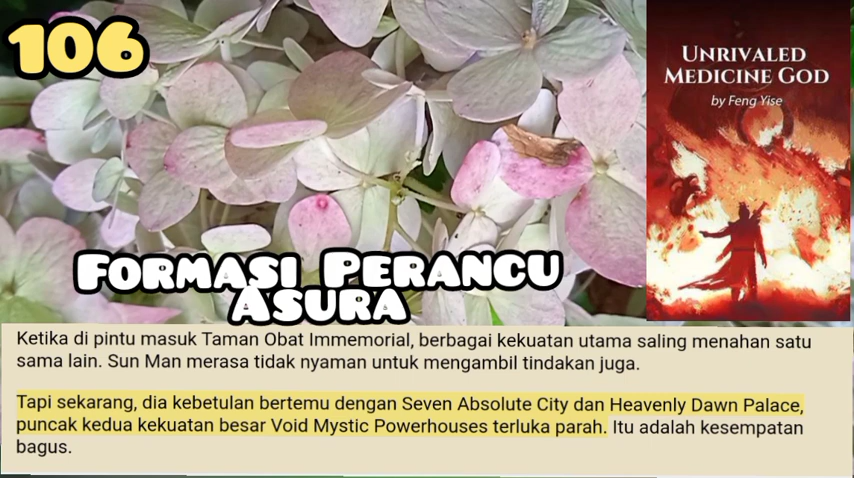 106
UNRIVALED
MEDICINE GOD
by Feng Yise
FORMASI PERANCU
ASURA
Ketika di pintu masuk Taman Obat Immemorial, berbagai kekuatan utama saling menahan satu
sama lain. Sun Man merasa tidak nyaman untuk mengambil tindakan juga.
Tapi sekarang, dia kebetulan bertemu dengan Seven Absolute City dan Heavenly Dawn Palace,
puncak kedua kekuatan besar Void Mystic Powerhouses terluka parah. Itu adalah kesempatan
bagus.